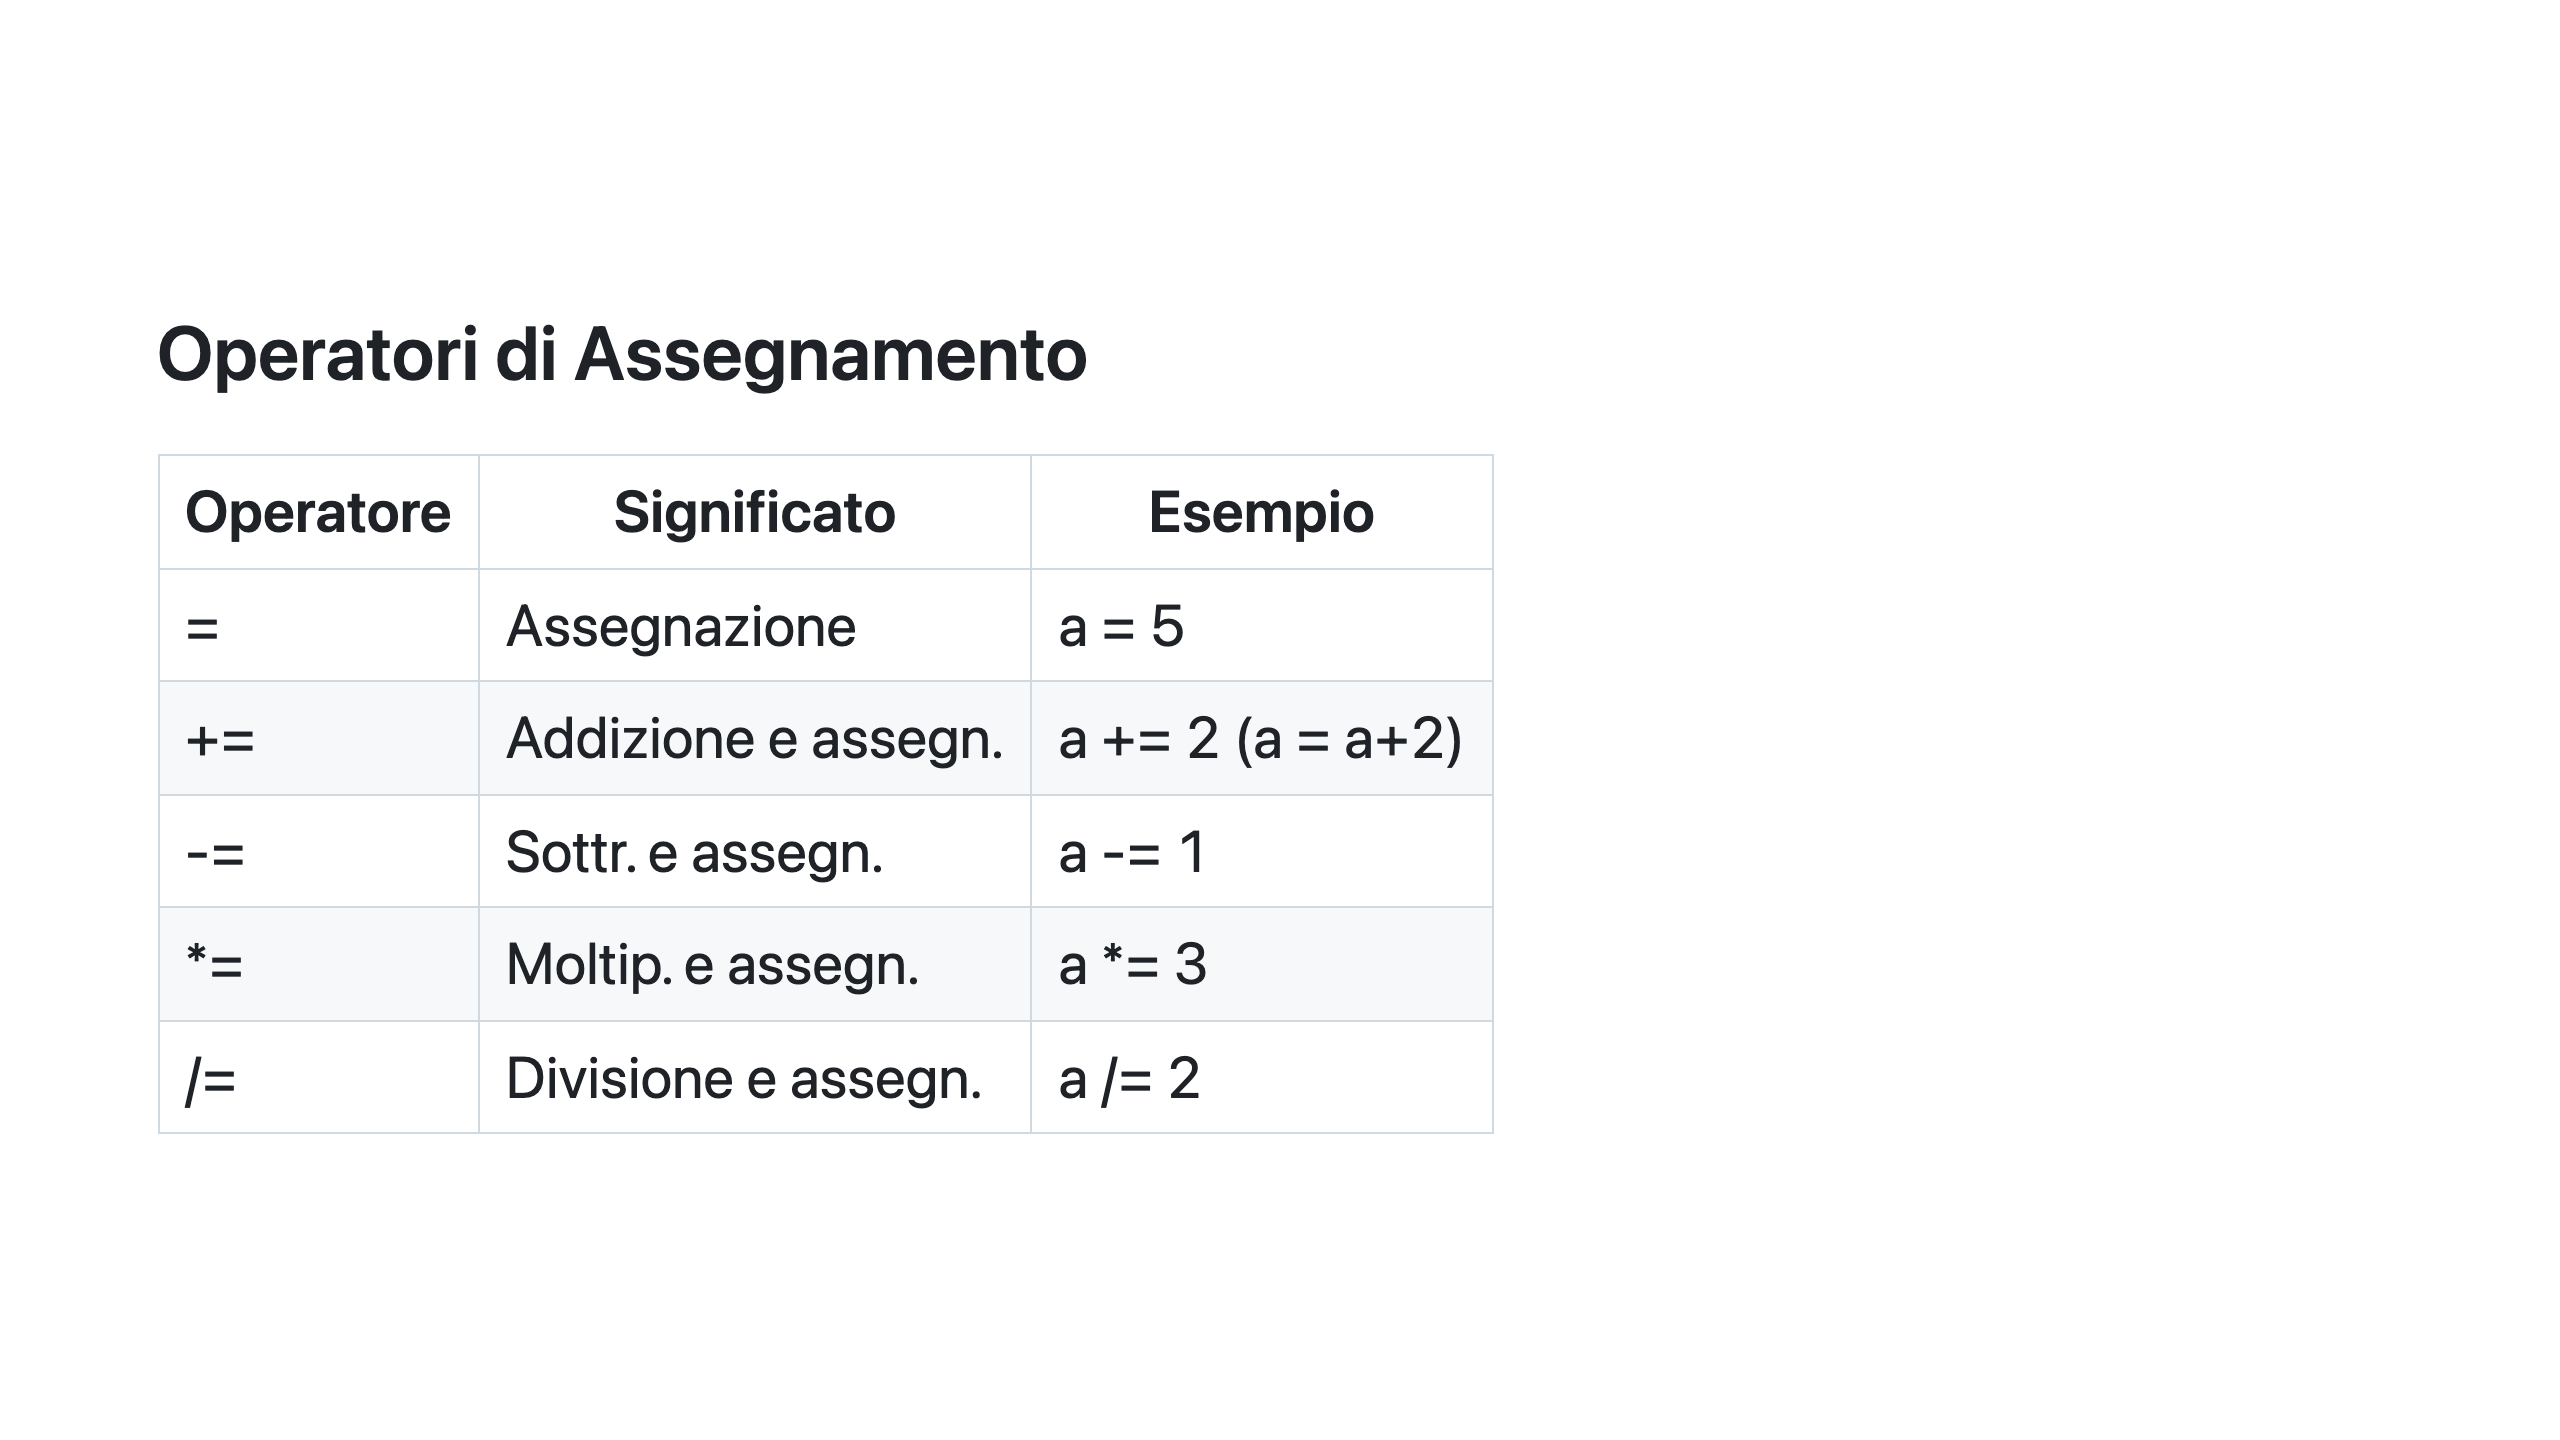 Operatori di Assegnamento
Operatore Significato Esempio
= Assegnazione a = 5
+= Addizione e assegn. a += 2 (a = a+2)
-= Sottr. e assegn. a -= 1
*= Moltip. e assegn. a *= 3
/= Divisione e assegn. a /= 2